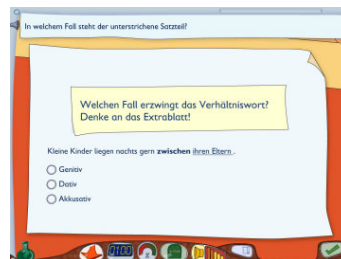 In welchem Fall steht der unterstrichene Satzteil?
Welchen Fall erzwingt das Verhältniswort?
Denke an das Extrablatt!
Kleine Kinder liegen nachts gern zwischen ihren Eltern .
Genitiv
Dativ
Akkusativ